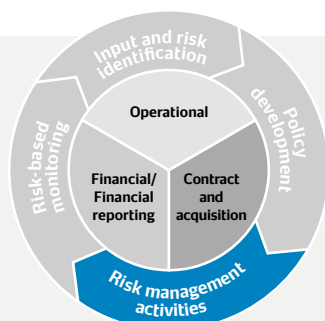 Input and risk
identification
Policy
development
Operational
Financial/
Financial
reporting
Contract
and
acquisition
Risk-based
monitoring
Risk management
activities